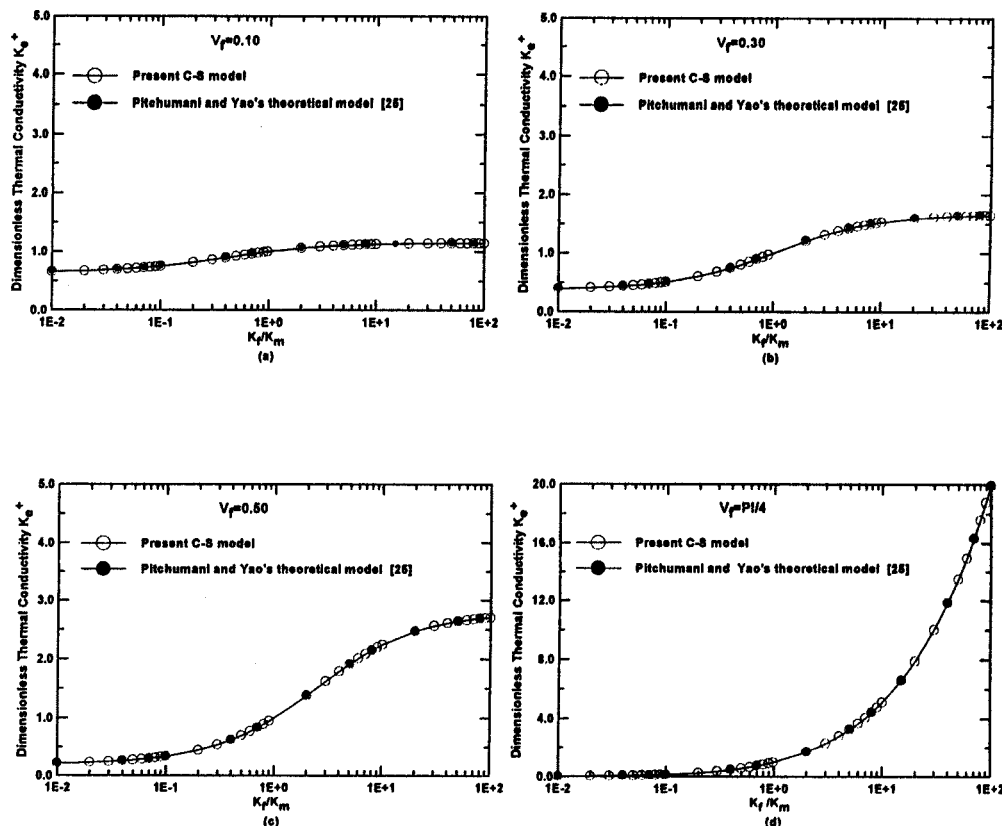 Dimensionless Thermal Conductivity Ke+
5.0
4.0
3.0
2.0
1.0
0.0
Vf=0.10
Present C-S model
Pitchumani and Yao's theoretical model [25]
1E-2 1E-1 1E+0 1E+1 1E+2
Kf/Km
(a)
Dimensionless Thermal Conductivity Ke+
5.0
4.0
3.0
2.0
1.0
0.0
Vf=0.30
Present C-S model
Pitchumani and Yao's theoretical model [25]
1E-2 1E-1 1E+0 1E+1 1E+2
Kf/Km
(b)
Dimensionless Thermal Conductivity Ke+
5.0
4.0
3.0
2.0
1.0
0.0
Vf=0.50
Present C-S model
Pitchumani and Yao's theoretical model [25]
1E-2 1E-1 1E+0 1E+1 1E+2
Kf/Km
(c)
Dimensionless Thermal Conductivity Ke+
20.0
16.0
12.0
8.0
4.0
0.0
Vf=PI/4
Present C-S model
Pitchumani and Yao's theoretical model [25]
1E-2 1E-1 1E+0 1E+1 1E+2
Kf/Km
(d)